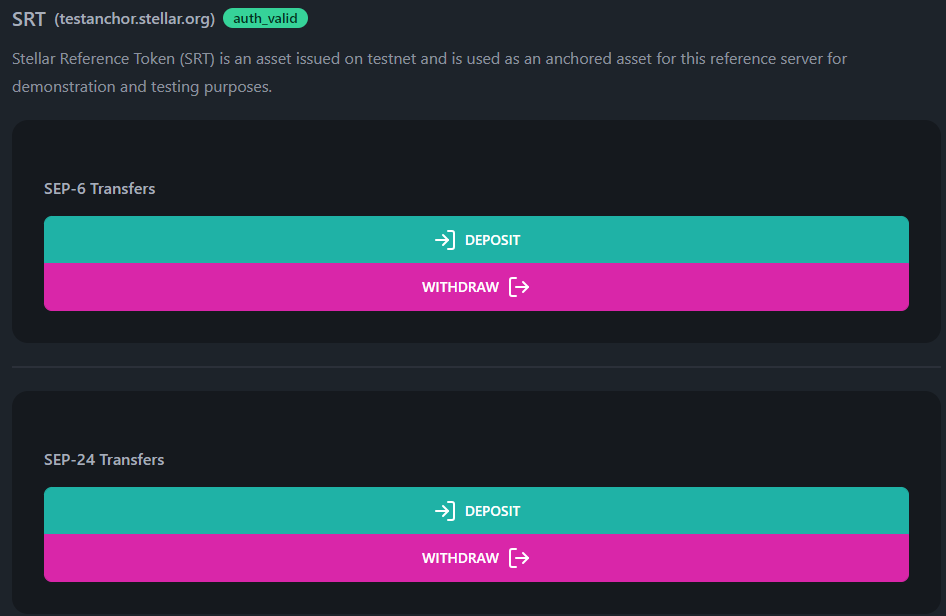 SRT (testanchor.stellar.org) auth_valid
Stellar Reference Token (SRT) is an asset issued on testnet and is used as an anchored asset for this reference server for
demonstration and testing purposes.
SEP-6 Transfers
DEPOSIT
WITHDRAW
SEP-24 Transfers
DEPOSIT
WITHDRAW